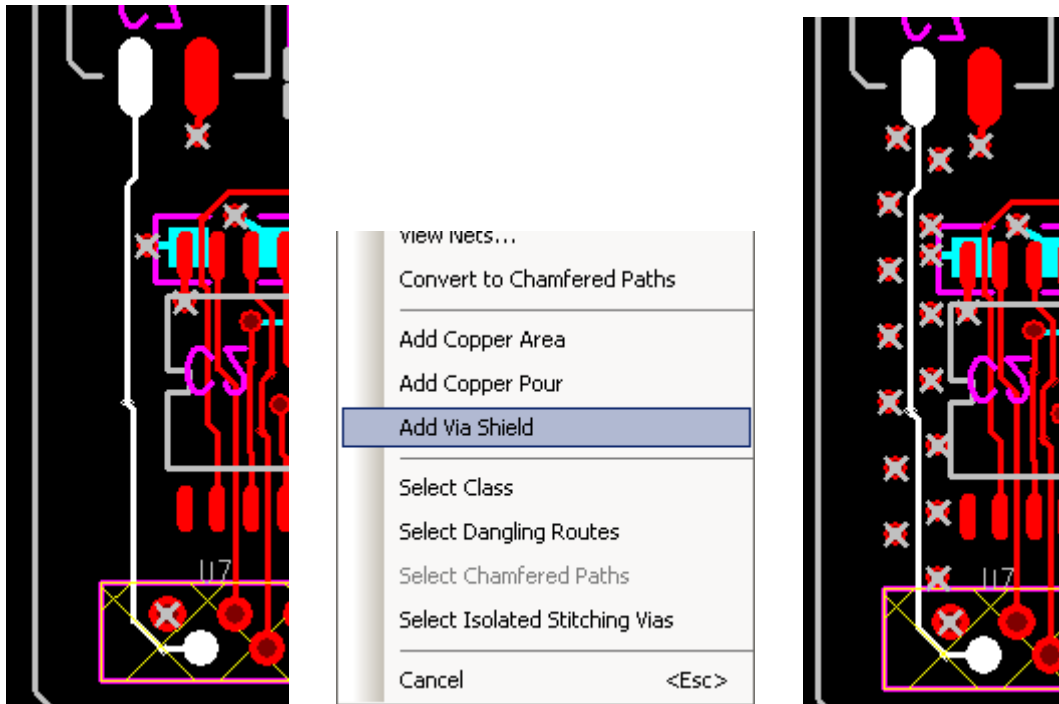 View Nets...
Convert to Chamfered Paths
Add Copper Area
Add Copper Pour
Add Via Shield
Select Class
Select Dangling Routes
Select Chamfered Paths
Select Isolated Stitching Vias
Cancel <Esc>
U7
U7